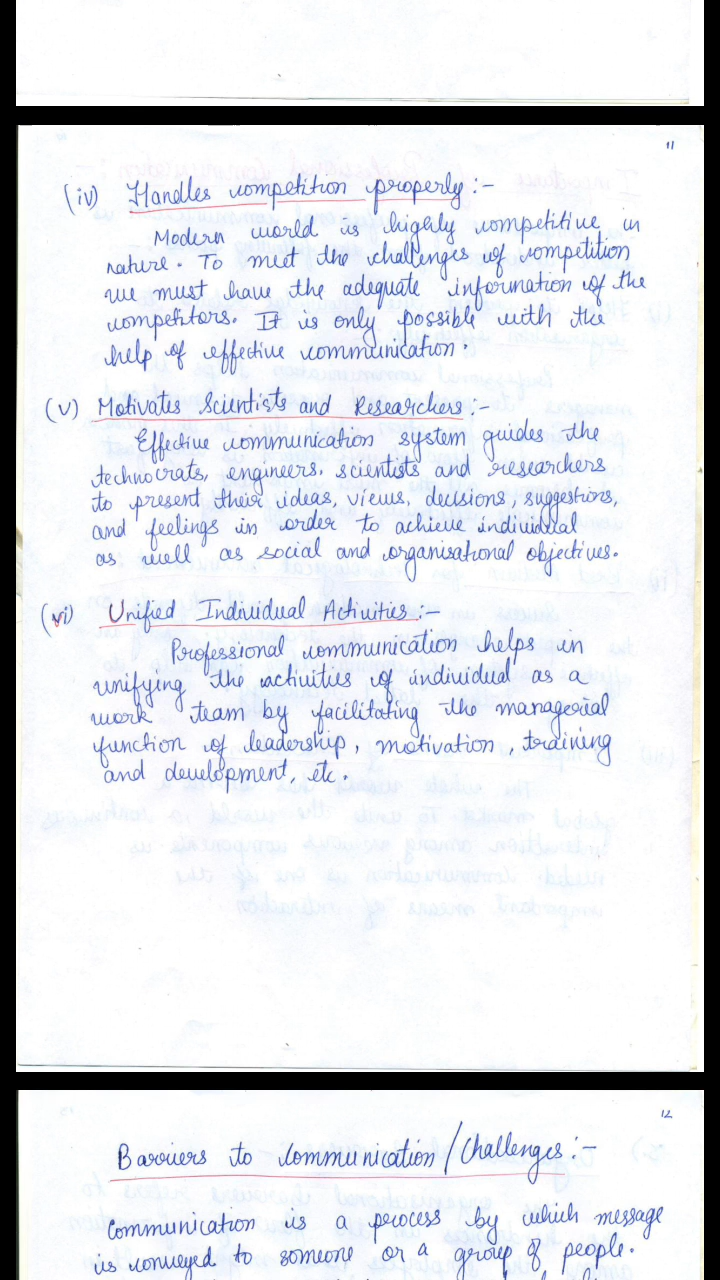 11
(iv) Handles competition properly :-
Modern world is highly competitive in
nature. To meet the challenges of competition
we must have the adequate information of the
competitors. It is only possible with the
help of effective communication.
(v) Motivates Scientists and Researchers :-
Effective communication system guides the
technocrats, engineers, scientists and researchers
to present their ideas, views, decisions, suggestions,
and feelings in order to achieve individual
as well as social and organisational objectives.
(vi) Unified Individual Activities :-
Professional communication helps in
unifying the activities of individual as a
work team by facilitating the managerial
function of leadership, motivation, training
and development, etc.
12
Barriers to Communication/Challenges :-
Communication is a process by which message
is conveyed to someone or a group of people.